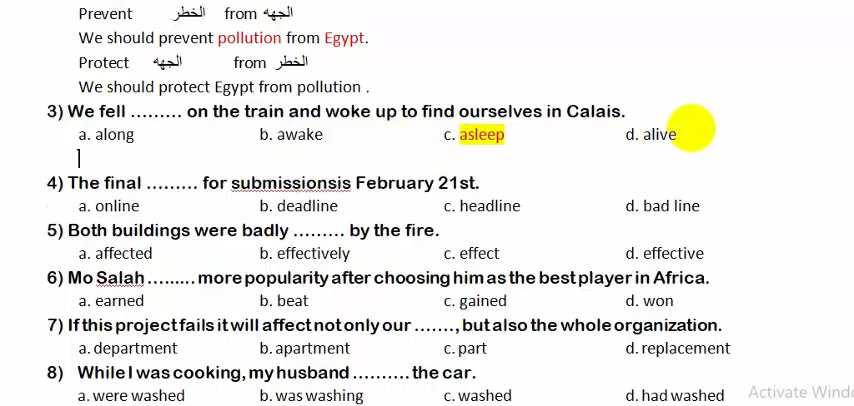 Prevent الخطر from الجهه
We should prevent pollution from Egypt.
Protect الجهه from الخطر
We should protect Egypt from pollution .
3) We fell ……… on the train and woke up to find ourselves in Calais.
a. along b. awake c. asleep d. alive
4) The final ……… for submissionsis February 21st.
a. online b. deadline c. headline d. bad line
5) Both buildings were badly ……… by the fire.
a. affected b. effectively c. effect d. effective
6) Mo Salah ……... more popularity after choosing him as the best player in Africa.
a. earned b. beat c. gained d. won
7) If this project fails it will affect not only our ……., but also the whole organization.
a. department b. apartment c. part d. replacement
8) While I was cooking, my husband ………. the car.
a. were washed b. was washing c. washed d. had washed